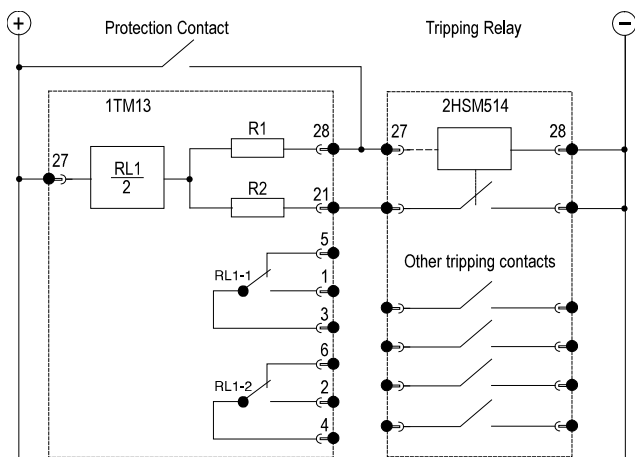 +
Protection Contact
Tripping Relay
−
1TM13
2HSM514
27
RL1
2
R1
28
27
28
R2
21
5
RL1-1
1
3
Other tripping contacts
6
RL1-2
2
4